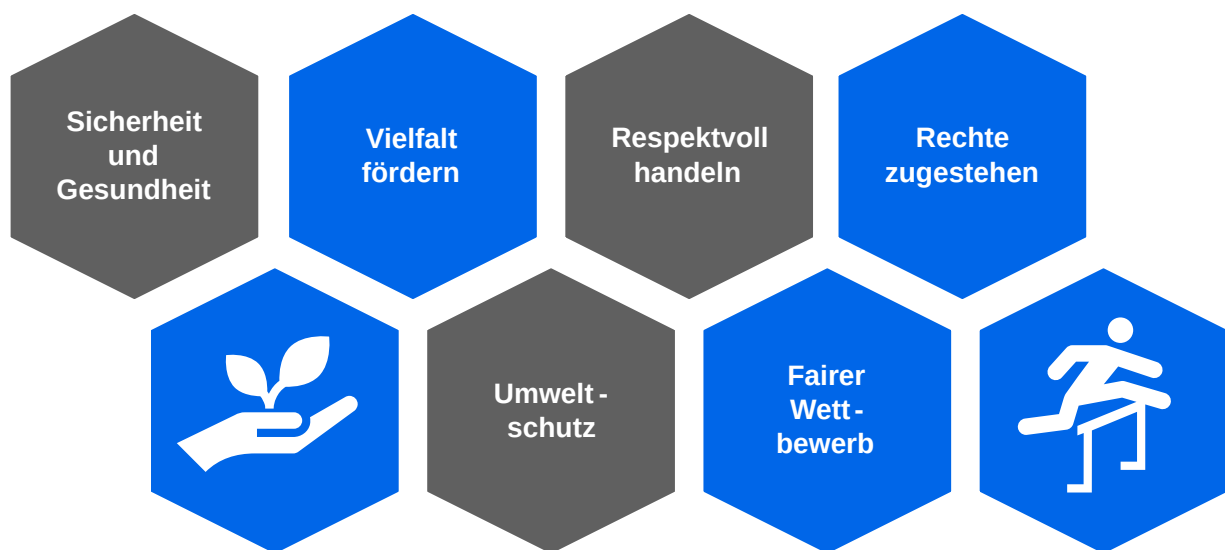 Sicherheit
und
Gesundheit
Vielfalt
fördern
Respektvoll
handeln
Rechte
zugestehen
Umwelt-
schutz
Fairer
Wett-
bewerb